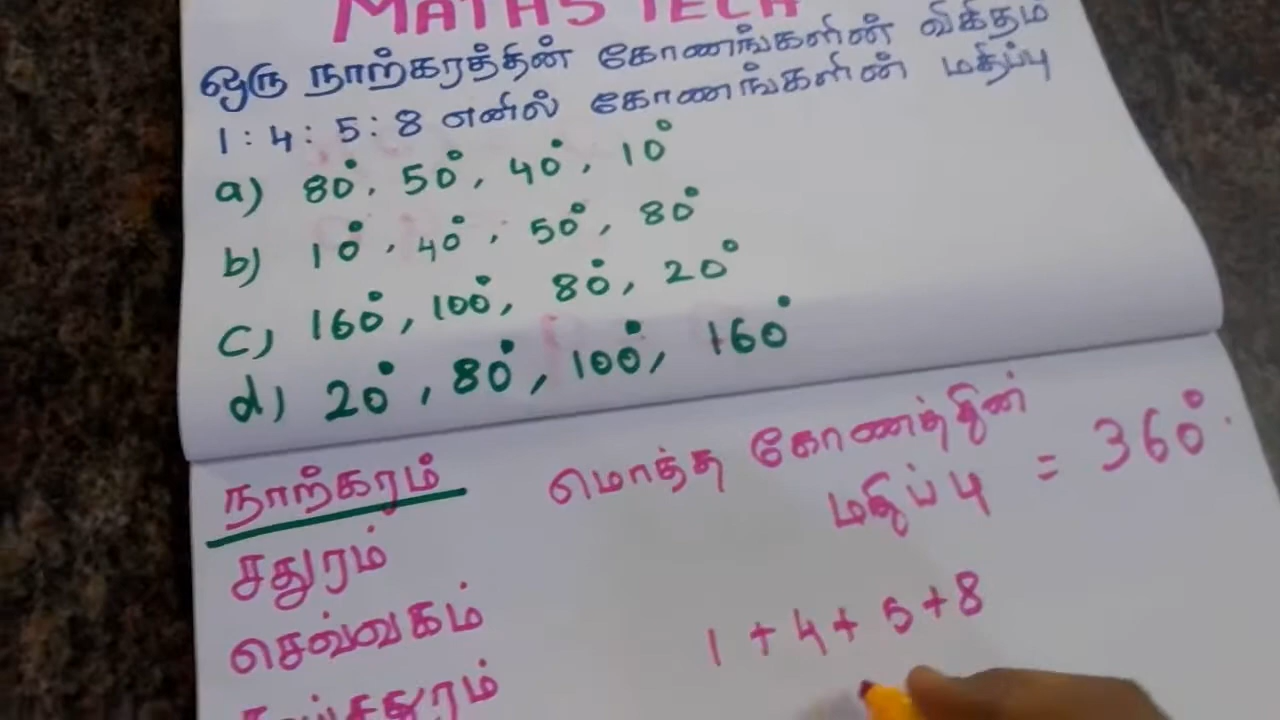 MATHS TECH
ஒரு நாற்கரத்தின் கோணங்களின் விகிதம்
1 : 4 : 5 : 8 எனில் கோணங்களின் மதிப்பு
a) 80°, 50°, 40°, 10°
b) 10°, 40°, 50°, 80°
c) 160°, 100°, 80°, 20°
d) 20°, 80°, 100°, 160°
நாற்கரம் மொத்த கோணத்தின்
மதிப்பு = 360°.
சதுரம்
செவ்வகம்
1 + 4 + 5 + 8